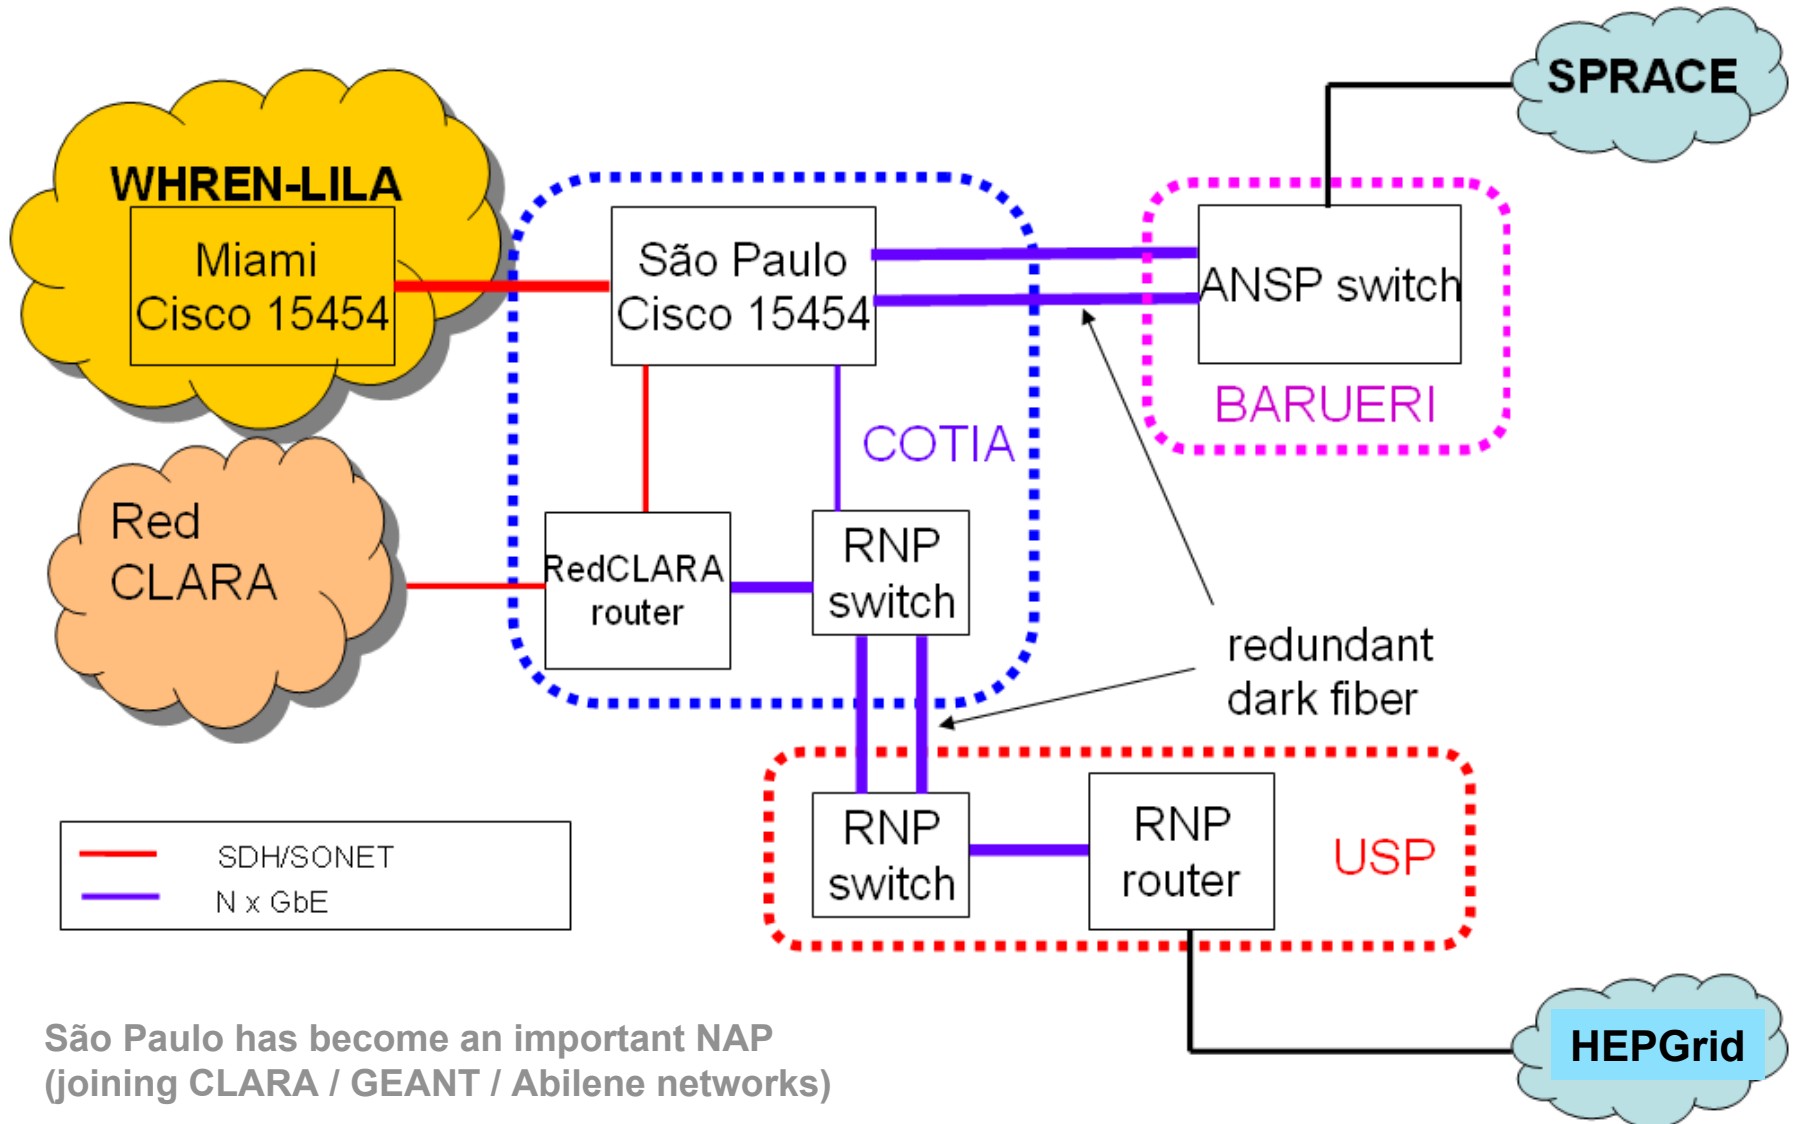 SPRACE
WHREN-LILA
Miami
Cisco 15454
São Paulo
Cisco 15454
ANSP switch
BARUERI
COTIA
Red
CLARA
RedCLARA
router
RNP
switch
redundant
dark fiber
RNP
switch
RNP
router
USP
SDH/SONET
N x GbE
HEPGrid
São Paulo has become an important NAP
(joining CLARA / GEANT / Abilene networks)